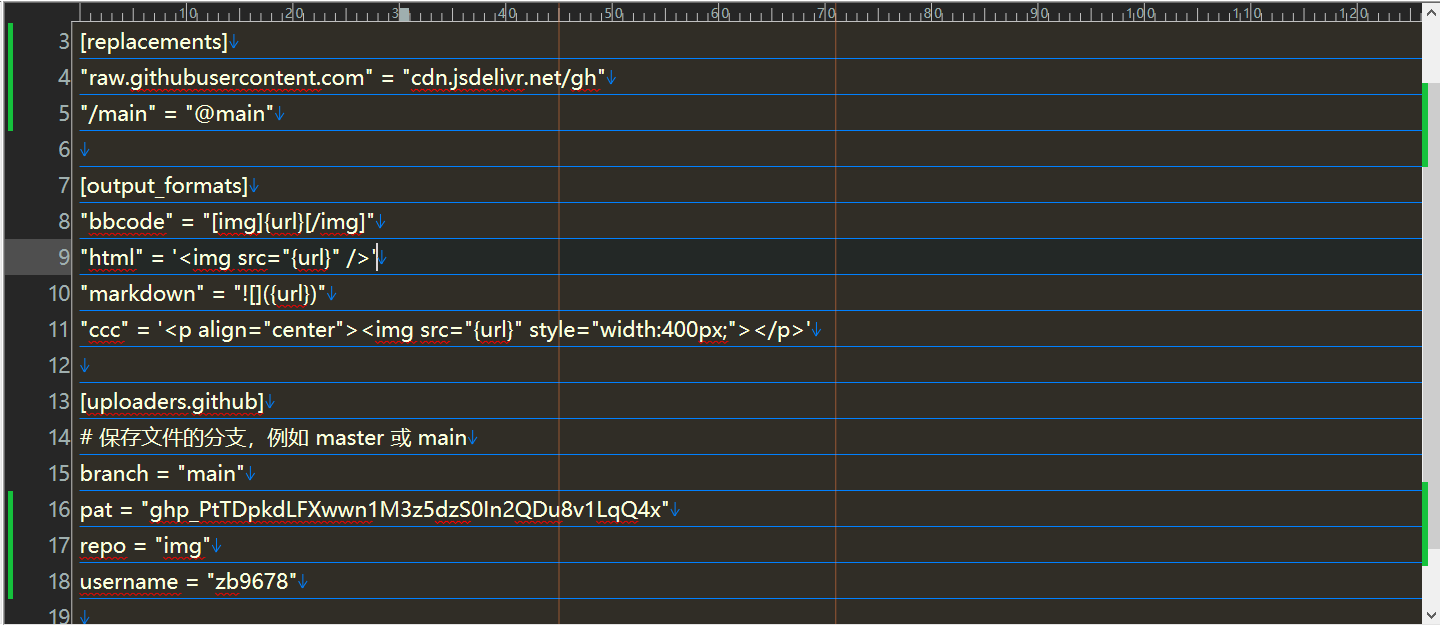 10 20 3 40 50 60 70 80 90 100 110 120
3 [replacements]↓
4 "raw.githubusercontent.com" = "cdn.jsdelivr.net/gh"↓
5 "/main" = "@main"↓
6 ↓
7 [output_formats]↓
8 "bbcode" = "[img]{url}[/img]"↓
9 "html" = '<img src="{url}" />'↓
10 "markdown" = "![]({url})"↓
11 "ccc" = '<p align="center"><img src="{url}" style="width:400px;"></p>'↓
12 ↓
13 [uploaders.github]↓
14 # 保存文件的分支，例如 master 或 main↓
15 branch = "main"↓
16 pat = "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"↓
17 repo = "img"↓
18 username = "zb9678"↓
19 ↓